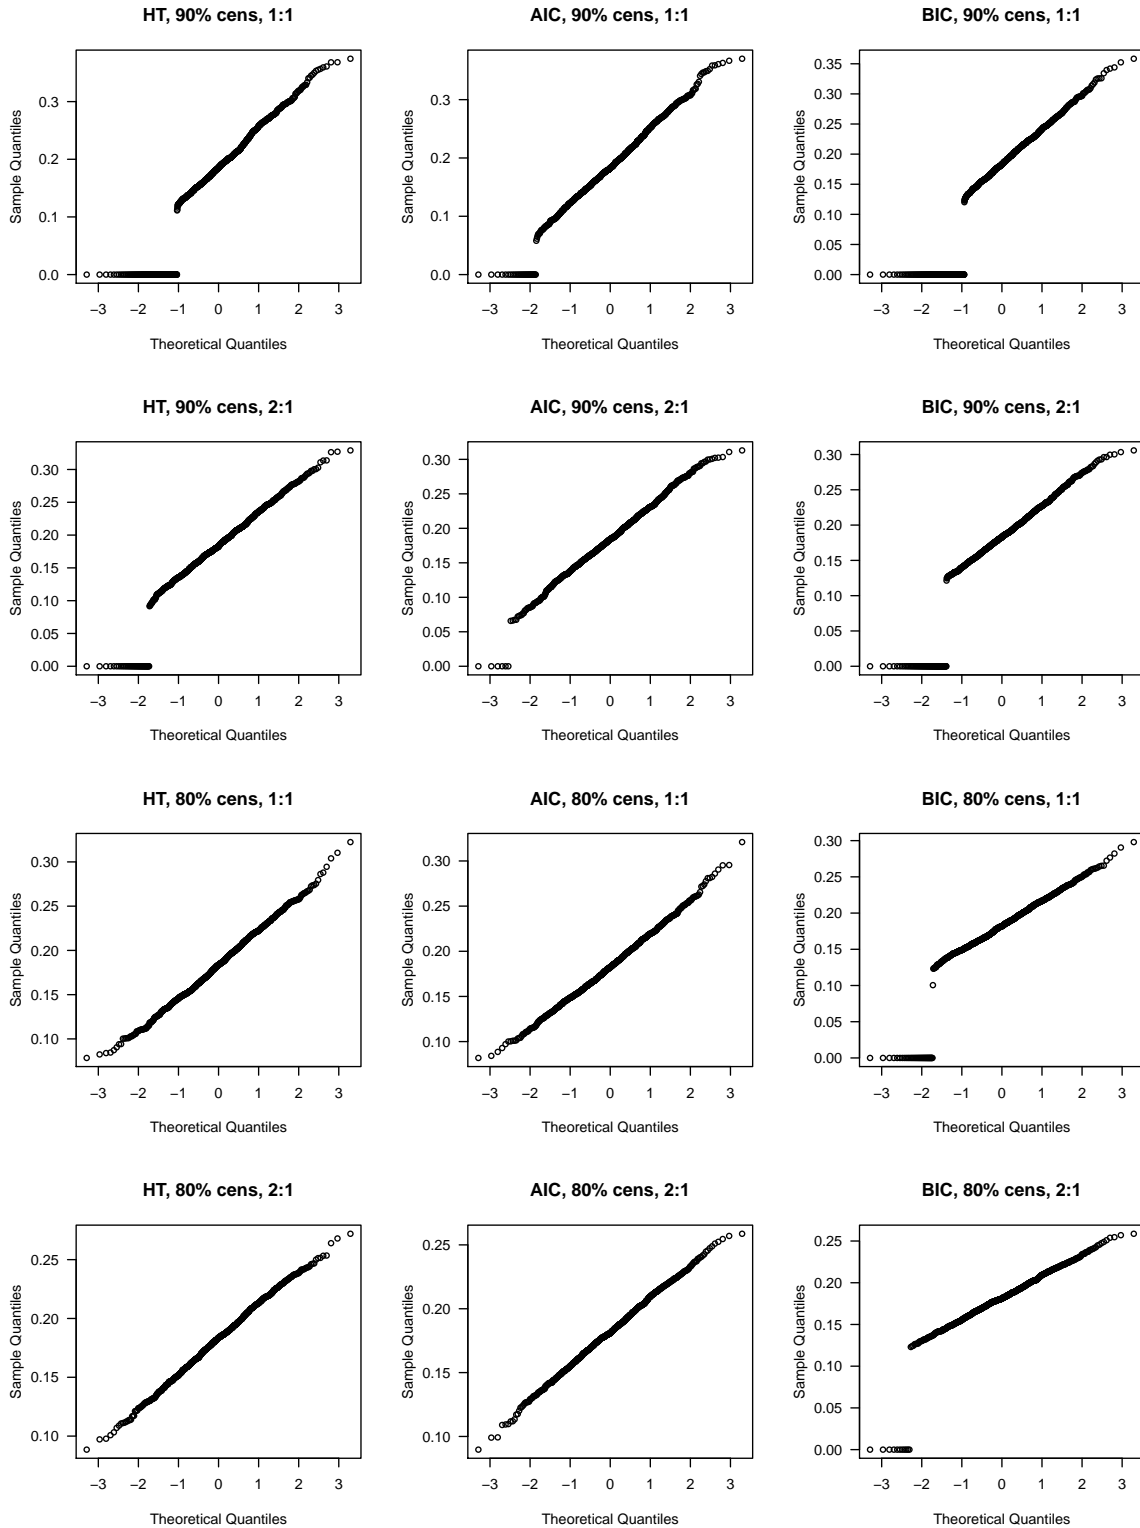 HT, 90% cens, 1:1
AIC, 90% cens, 1:1
BIC, 90% cens, 1:1
Sample Quantiles
0.3
0.2
0.1
0.0
−3 −2 −1 0 1 2 3
Theoretical Quantiles
Sample Quantiles
0.3
0.2
0.1
0.0
−3 −2 −1 0 1 2 3
Theoretical Quantiles
Sample Quantiles
0.35
0.30
0.25
0.20
0.15
0.10
0.05
0.00
−3 −2 −1 0 1 2 3
Theoretical Quantiles
HT, 90% cens, 2:1
AIC, 90% cens, 2:1
BIC, 90% cens, 2:1
Sample Quantiles
0.30
0.25
0.20
0.15
0.10
0.05
0.00
−3 −2 −1 0 1 2 3
Theoretical Quantiles
Sample Quantiles
0.30
0.25
0.20
0.15
0.10
0.05
0.00
−3 −2 −1 0 1 2 3
Theoretical Quantiles
Sample Quantiles
0.30
0.25
0.20
0.15
0.10
0.05
0.00
−3 −2 −1 0 1 2 3
Theoretical Quantiles
HT, 80% cens, 1:1
AIC, 80% cens, 1:1
BIC, 80% cens, 1:1
Sample Quantiles
0.30
0.25
0.20
0.15
0.10
−3 −2 −1 0 1 2 3
Theoretical Quantiles
Sample Quantiles
0.30
0.25
0.20
0.15
0.10
−3 −2 −1 0 1 2 3
Theoretical Quantiles
Sample Quantiles
0.30
0.25
0.20
0.15
0.10
0.05
0.00
−3 −2 −1 0 1 2 3
Theoretical Quantiles
HT, 80% cens, 2:1
AIC, 80% cens, 2:1
BIC, 80% cens, 2:1
Sample Quantiles
0.25
0.20
0.15
0.10
−3 −2 −1 0 1 2 3
Theoretical Quantiles
Sample Quantiles
0.25
0.20
0.15
0.10
−3 −2 −1 0 1 2 3
Theoretical Quantiles
Sample Quantiles
0.25
0.20
0.15
0.10
0.05
0.00
−3 −2 −1 0 1 2 3
Theoretical Quantiles